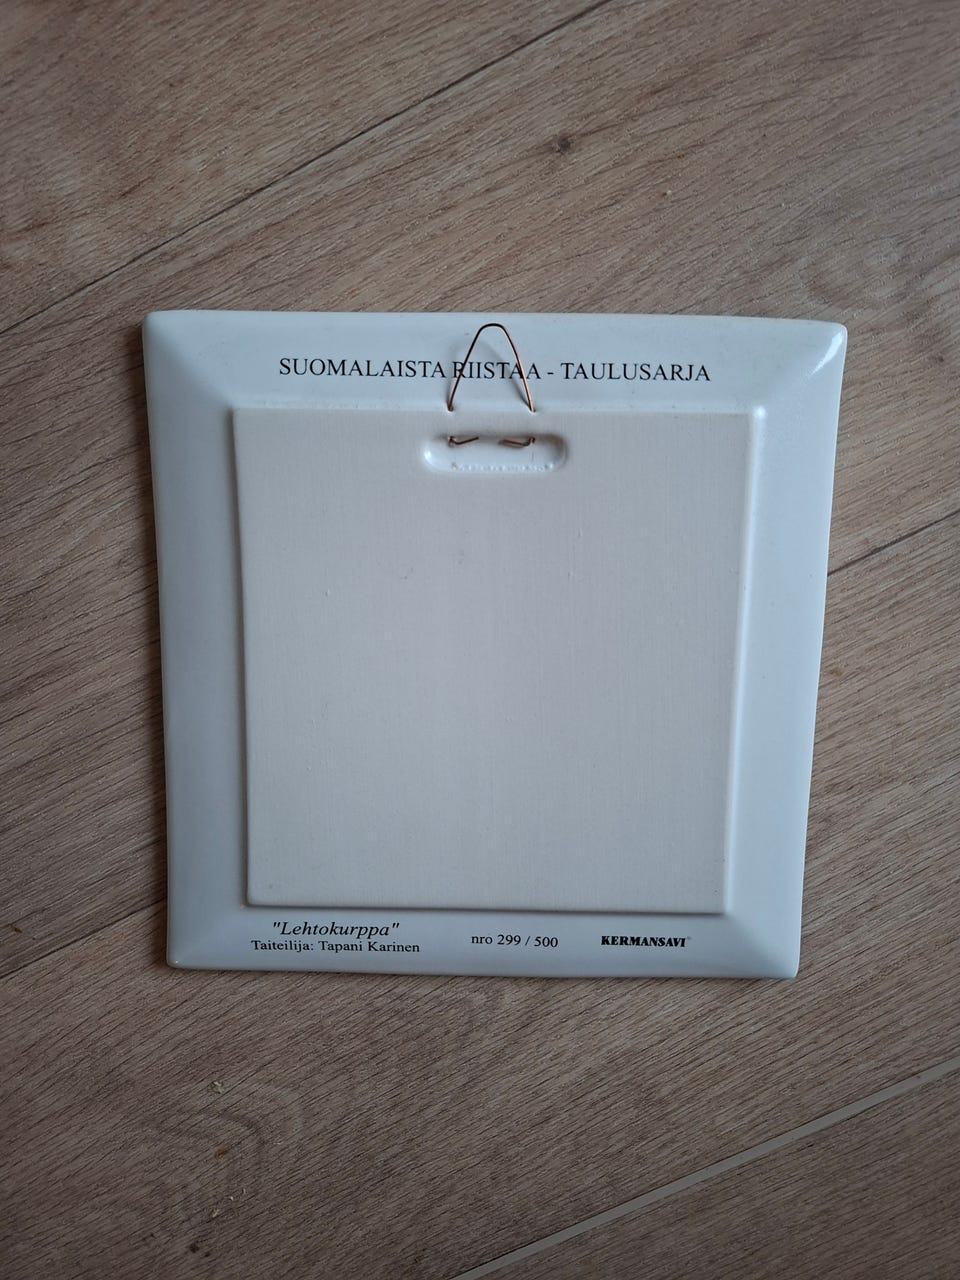 SUOMALAISTA RIISTAA - TAULUSARJA
"Lehtokurppa"
Taiteilija: Tapani Karinen
nro 299 / 500
KERMANSAVI®